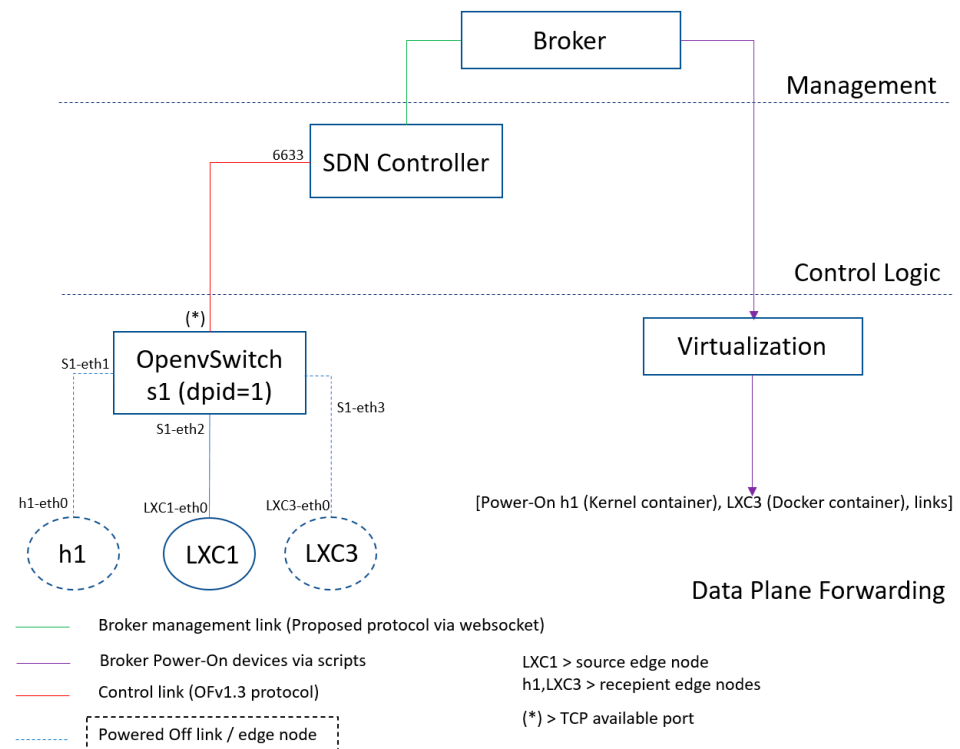 Broker
Management
6633
SDN Controller
Control Logic
(*)
OpenvSwitch
s1 (dpid=1)
Virtualization
S1-eth1
S1-eth3
S1-eth2
h1-eth0
LXC1-eth0
LXC3-eth0
[Power-On h1 (Kernel container), LXC3 (Docker container), links]
h1
LXC1
LXC3
Data Plane Forwarding
Broker management link (Proposed protocol via websocket)
Broker Power-On devices via scripts
Control link (OFv1.3 protocol)
Powered Off link / edge node
LXC1 > source edge node
h1,LXC3 > recepient edge nodes
(*) > TCP available port